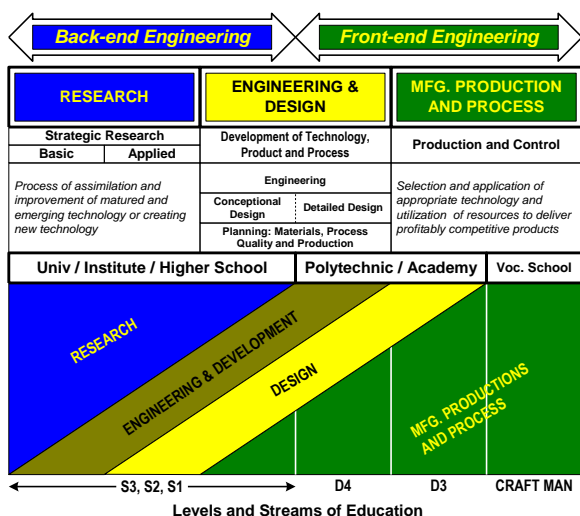 Back-end Engineering
Front-end Engineering
RESEARCH
ENGINEERING &
DESIGN
MFG. PRODUCTION
AND PROCESS
Strategic Research
Basic
Applied
Development of Technology,
Product and Process
Production and Control
Process of assimilation and
improvement of matured and
emerging technology or creating
new technology
Engineering
Conceptional
Design
Detailed Design
Planning: Materials, Process
Quality and Production
Selection and application of
appropriate technology and
utilization of resources to deliver
profitably competitive products
Univ / Institute / Higher School
Polytechnic / Academy
Voc. School
RESEARCH
ENGINEERING & DEVELOPMENT
DESIGN
MFG. PRODUCTIONS
AND PROCESS
S3, S2, S1
D4
D3
CRAFT MAN
Levels and Streams of Education